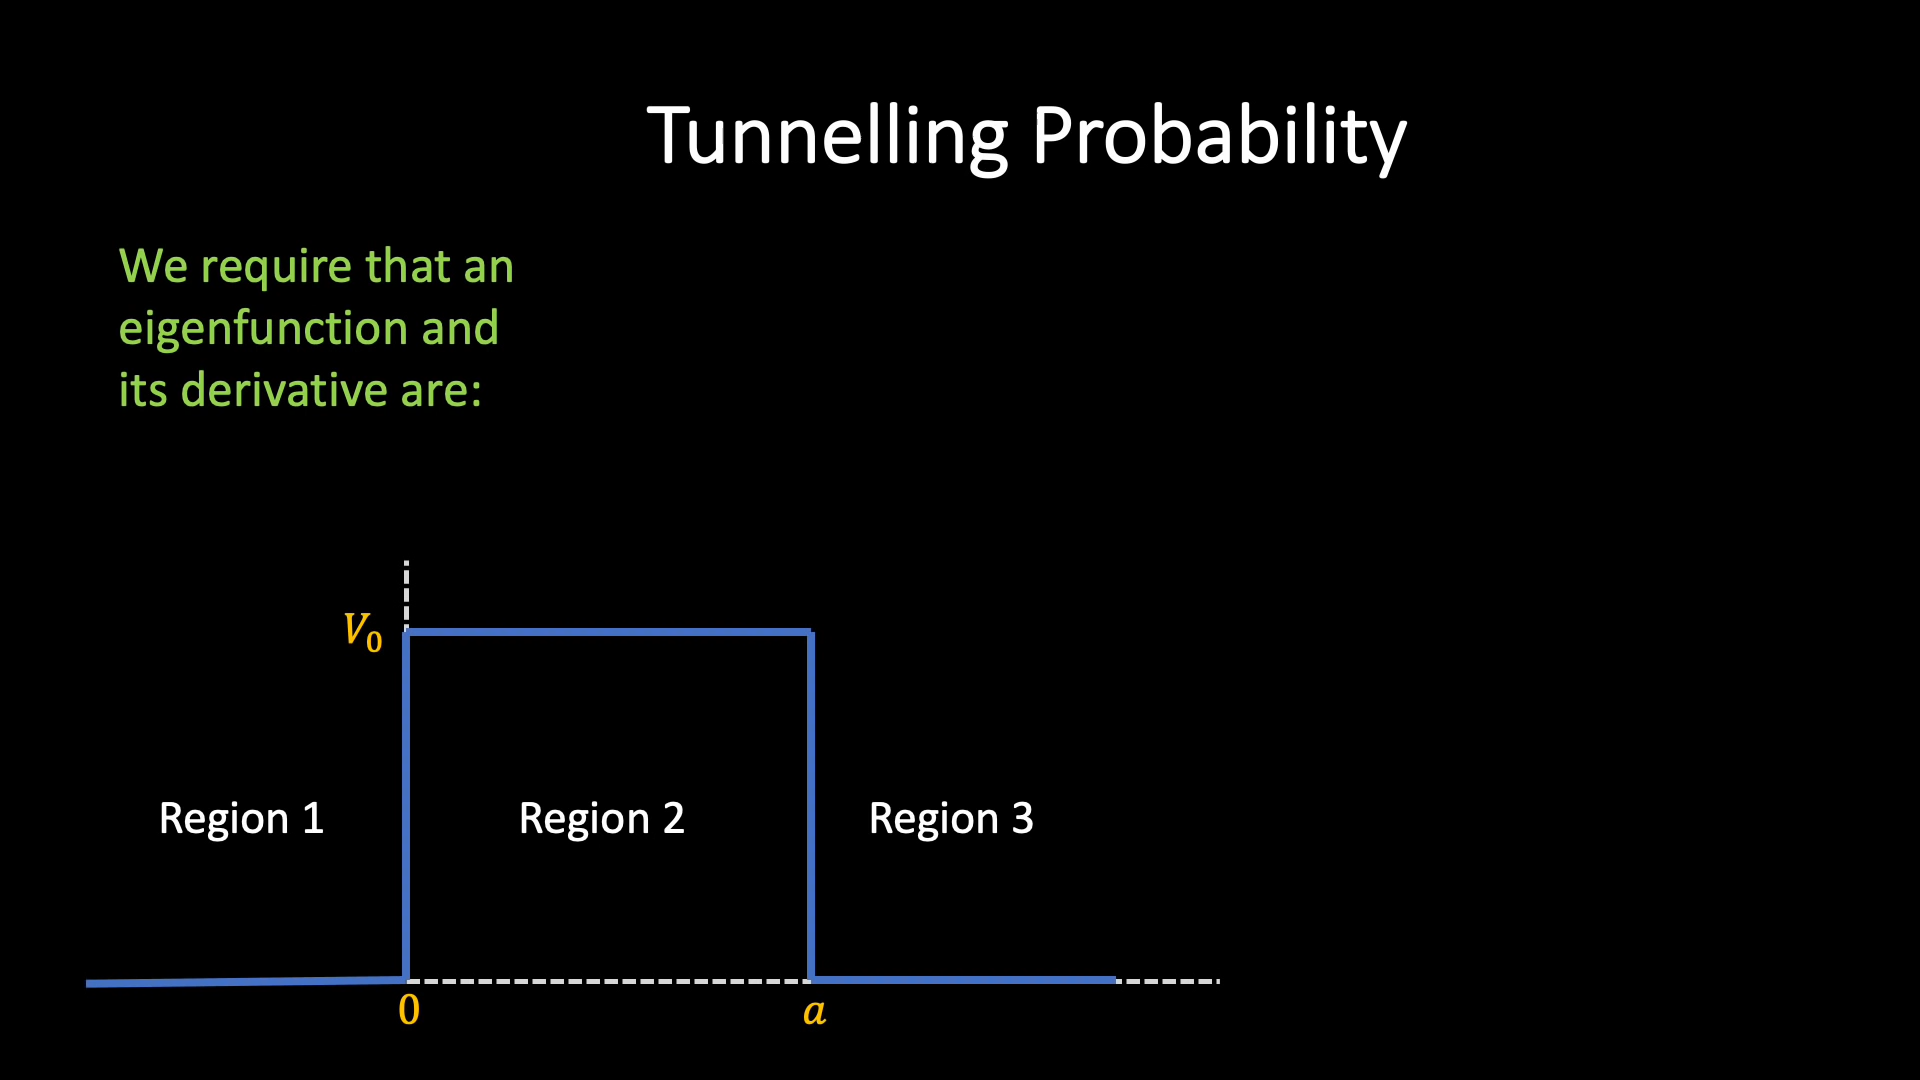 Tunnelling Probability
We require that an
eigenfunction and
its derivative are:
V₀
Region 1
Region 2
Region 3
0
a